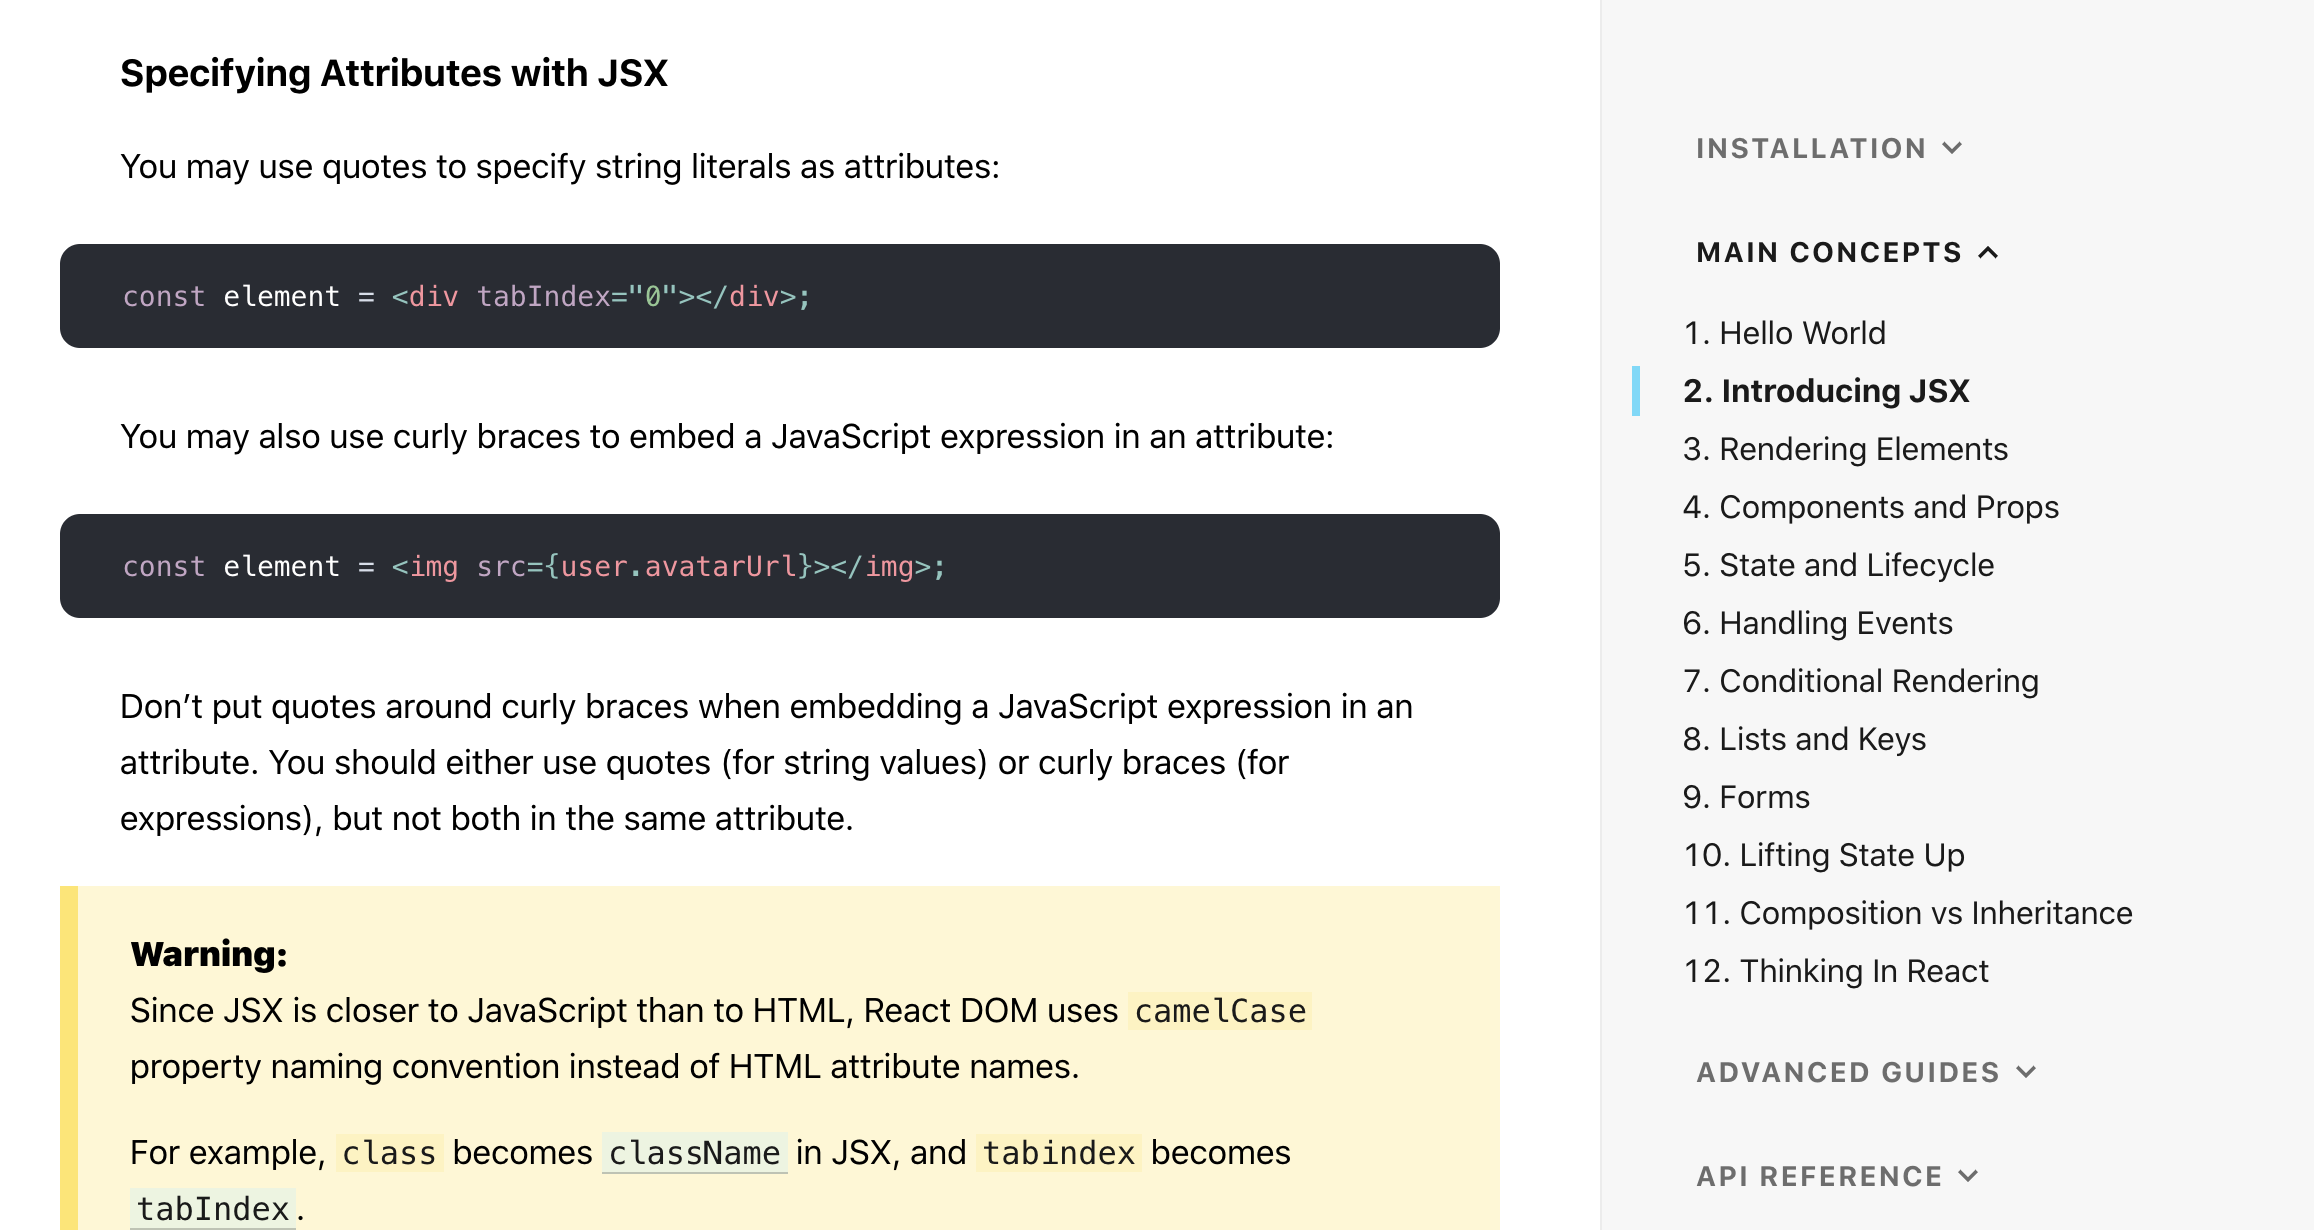 Specifying Attributes with JSX
You may use quotes to specify string literals as attributes:
const element = <div tabIndex="0"></div>;
You may also use curly braces to embed a JavaScript expression in an attribute:
const element = <img src={user.avatarUrl}></img>;
Don’t put quotes around curly braces when embedding a JavaScript expression in an
attribute. You should either use quotes (for string values) or curly braces (for
expressions), but not both in the same attribute.
Warning:
Since JSX is closer to JavaScript than to HTML, React DOM uses camelCase
property naming convention instead of HTML attribute names.
For example, class becomes className in JSX, and tabindex becomes
tabIndex.
INSTALLATION
MAIN CONCEPTS
1. Hello World
2. Introducing JSX
3. Rendering Elements
4. Components and Props
5. State and Lifecycle
6. Handling Events
7. Conditional Rendering
8. Lists and Keys
9. Forms
10. Lifting State Up
11. Composition vs Inheritance
12. Thinking In React
ADVANCED GUIDES
API REFERENCE